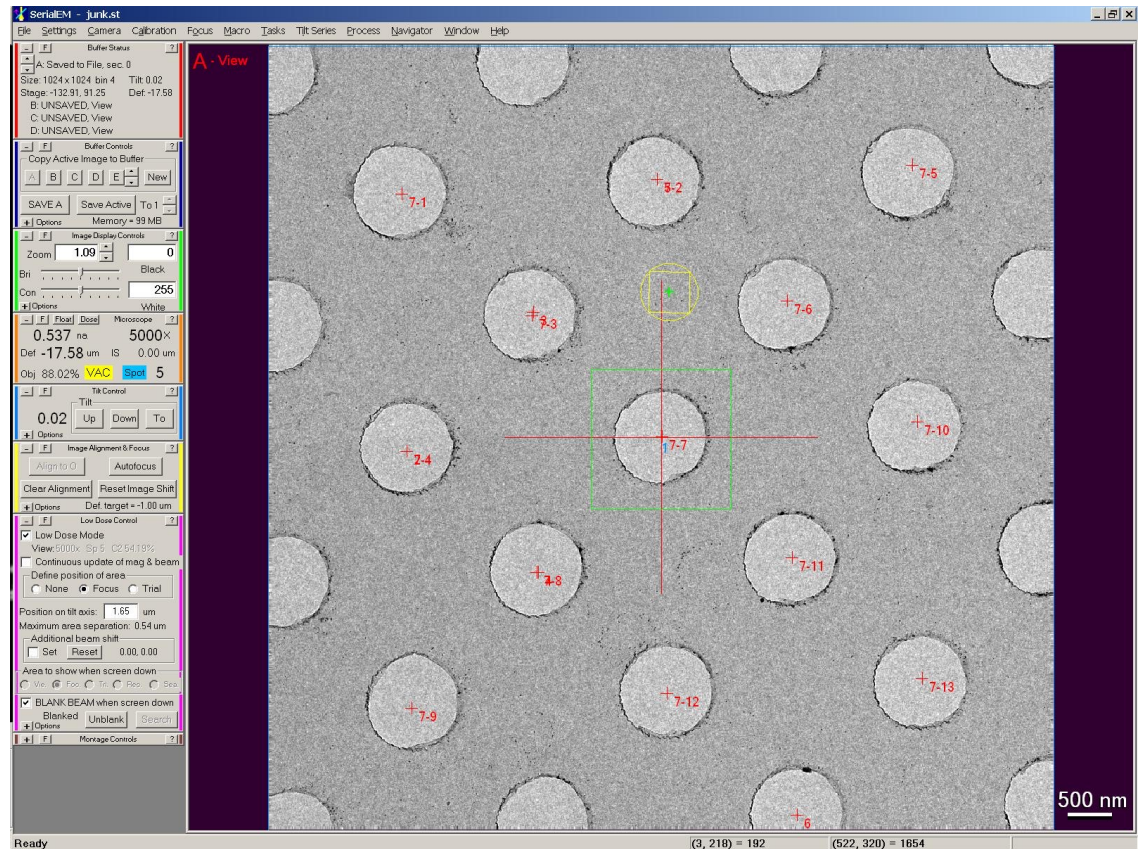 SerialEM - junk.st
File Settings Camera Calibration Focus Macro Tasks Tilt Series Process Navigator Window Help
- F Buffer Status ?
A: Saved to File, sec. 0
Size: 1024 x 1024 bin 4 Tilt: 0.02
Stage: -132.91, 91.25 Def: -17.58
B: UNSAVED, View
C: UNSAVED, View
D: UNSAVED, View
- F Buffer Controls ?
Copy Active Image to Buffer
A B C D E New
SAVE A Save Active To 1
+ Options Memory = 99 MB
- F Image Display Controls ?
Zoom 1.09 0
Bri Black
Con 255
+ Options White
- F Float Dose Microscope ?
0.537 na 5000×
Def -17.58 um IS 0.00 um
Obj 88.02% VAC Spot 5
- F Tilt Control ?
Tilt
0.02 Up Down To
+ Options
- F Image Alignment & Focus ?
Align to O Autofocus
Clear Alignment Reset Image Shift
+ Options Def. target = -1.00 um
- F Low Dose Control ?
Low Dose Mode
View: 5000x Sp 5 C2 54.19%
Continuous update of mag & beam
Define position of area
None Focus Trial
Position on tilt axis: 1.65 um
Maximum area separation: 0.54 um
Additional beam shift
Set Reset 0.00, 0.00
Area to show when screen down
Vie. Foc. Tri. Rec. Sea.
BLANK BEAM when screen down
Blanked Unblank Search
+ Options
+ F Montage Controls ?
A - View
7-1
7-5
7-3
7-6
7-10
1 7-7
7-11
7-9
7-12
7-13
6
500 nm
Ready (3, 218) = 192 (522, 320) = 1654